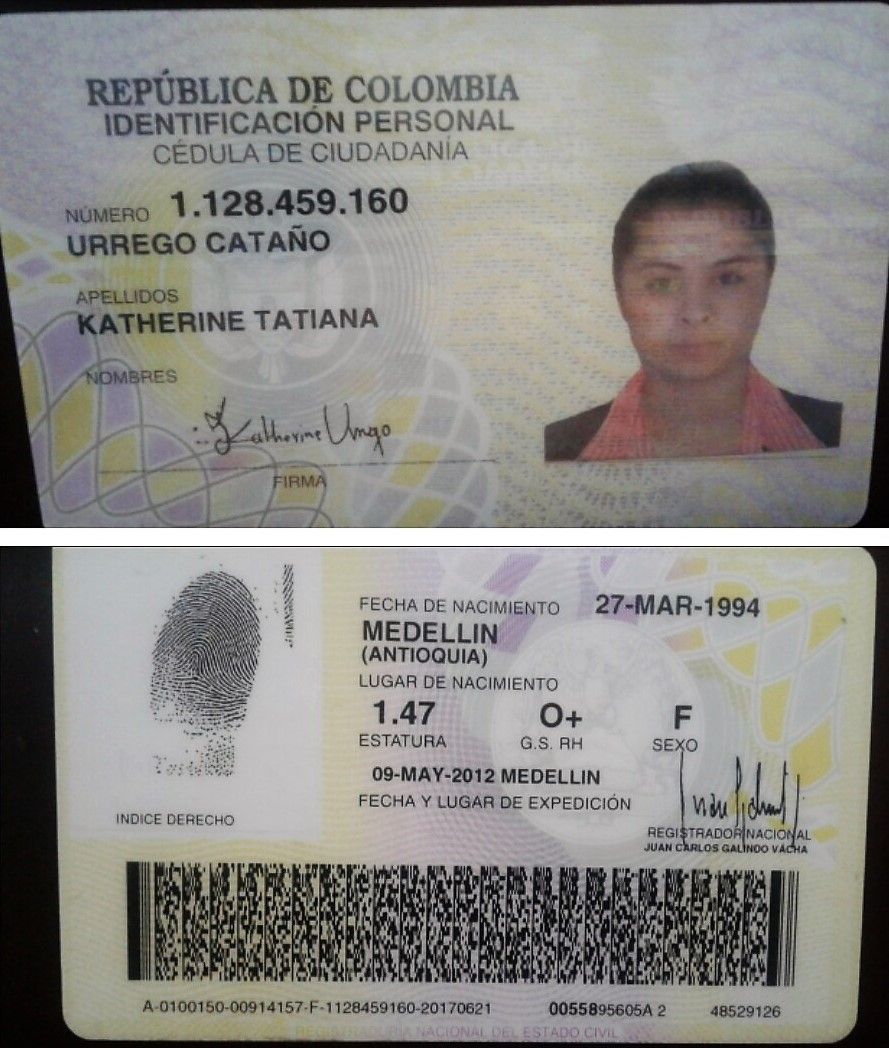 REPÚBLICA DE COLOMBIA
IDENTIFICACIÓN PERSONAL
CÉDULA DE CIUDADANÍA
NÚMERO 1.128.459.160
URREGO CATAÑO
APELLIDOS
KATHERINE TATIANA
NOMBRES
Katherine Urrego
FIRMA
FECHA DE NACIMIENTO 27-MAR-1994
MEDELLIN
(ANTIOQUIA)
LUGAR DE NACIMIENTO
1.47 O+ F
ESTATURA G.S. RH SEXO
09-MAY-2012 MEDELLIN
FECHA Y LUGAR DE EXPEDICIÓN
INDICE DERECHO
REGISTRADOR NACIONAL
JUAN CARLOS GALINDO VACHA
A-0100150-00914157-F-1128459160-20170621 0055895605A 2 48529126
REGISTRADURIA NACIONAL DEL ESTADO CIVIL